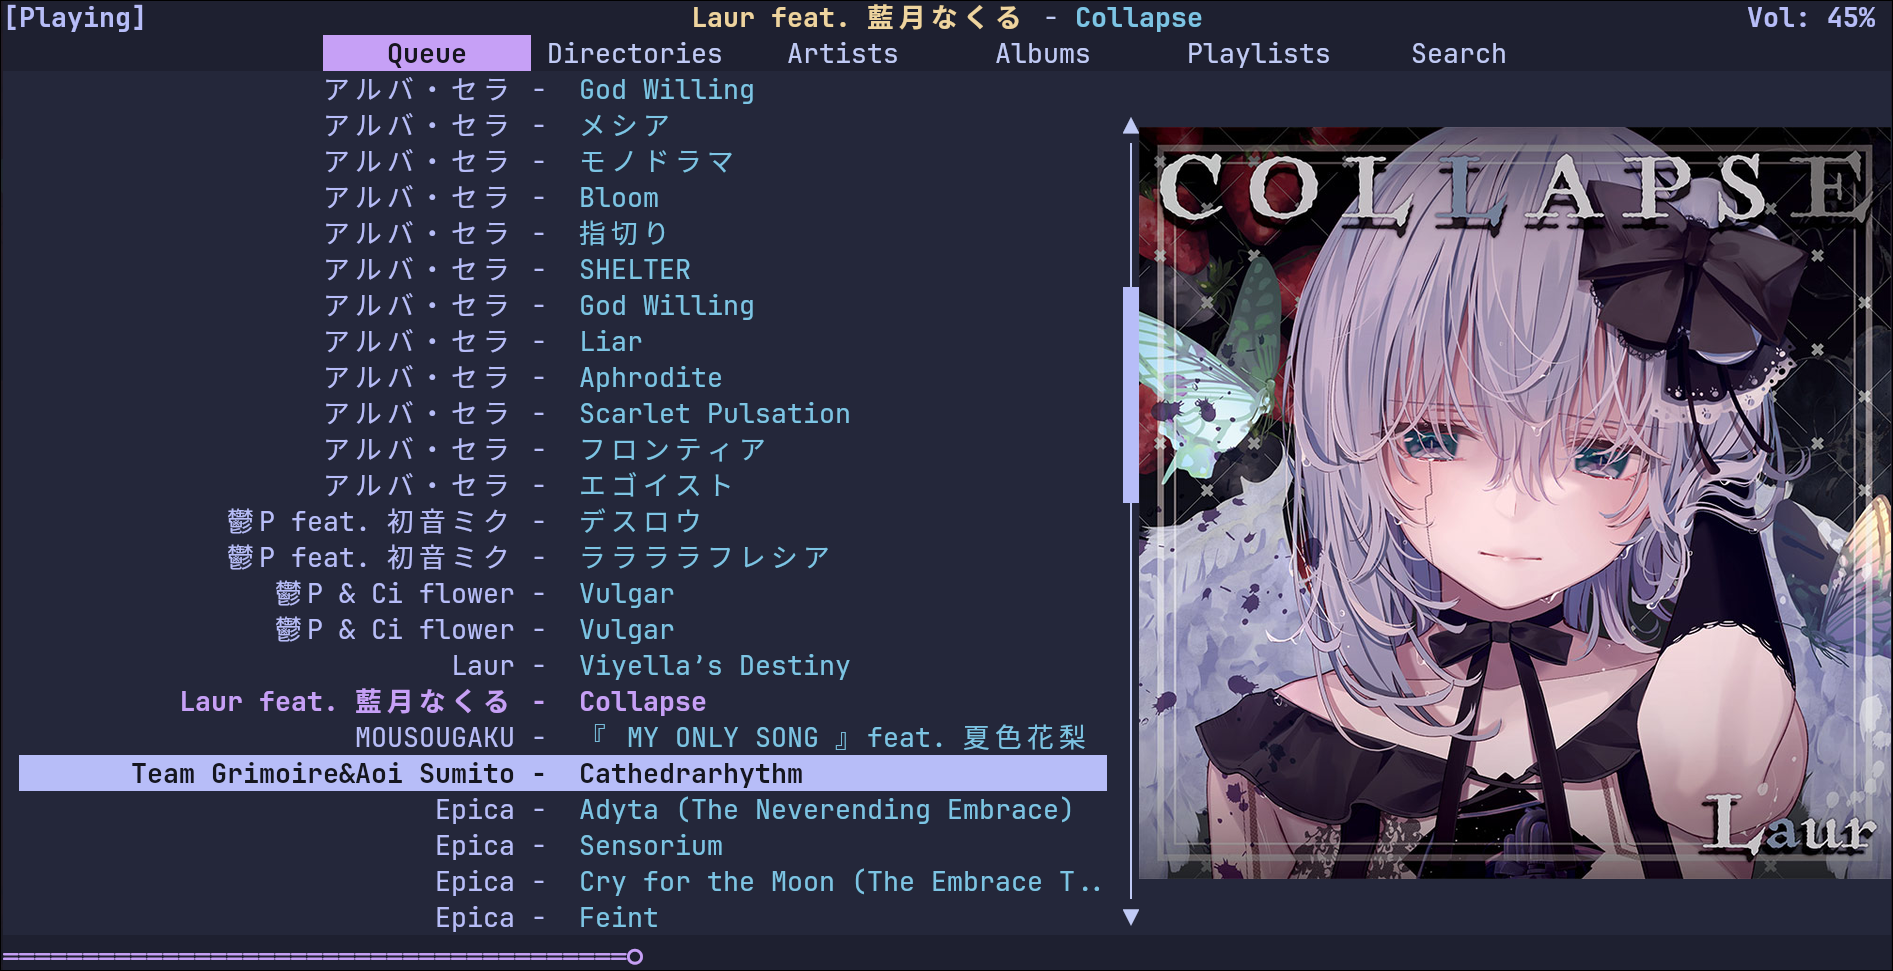 [Playing] Laur feat. 藍月なくる - Collapse Vol: 45%
Queue Directories Artists Albums Playlists Search
アルバ・セラ - God Willing
アルバ・セラ - メシア
アルバ・セラ - モノドラマ
アルバ・セラ - Bloom
アルバ・セラ - 指切り
アルバ・セラ - SHELTER
アルバ・セラ - God Willing
アルバ・セラ - Liar
アルバ・セラ - Aphrodite
アルバ・セラ - Scarlet Pulsation
アルバ・セラ - フロンティア
アルバ・セラ - エゴイスト
鬱P feat. 初音ミク - デスロウ
鬱P feat. 初音ミク - ララララフレシア
鬱P & Ci flower - Vulgar
鬱P & Ci flower - Vulgar
Laur - Viyella’s Destiny
Laur feat. 藍月なくる - Collapse
MOUSOUGAKU - 『 MY ONLY SONG 』feat. 夏色花梨
Team Grimoire&Aoi Sumito - Cathedrarhythm
Epica - Adyta (The Neverending Embrace)
Epica - Sensorium
Epica - Cry for the Moon (The Embrace T..
Epica - Feint
COLLAPSE
Laur